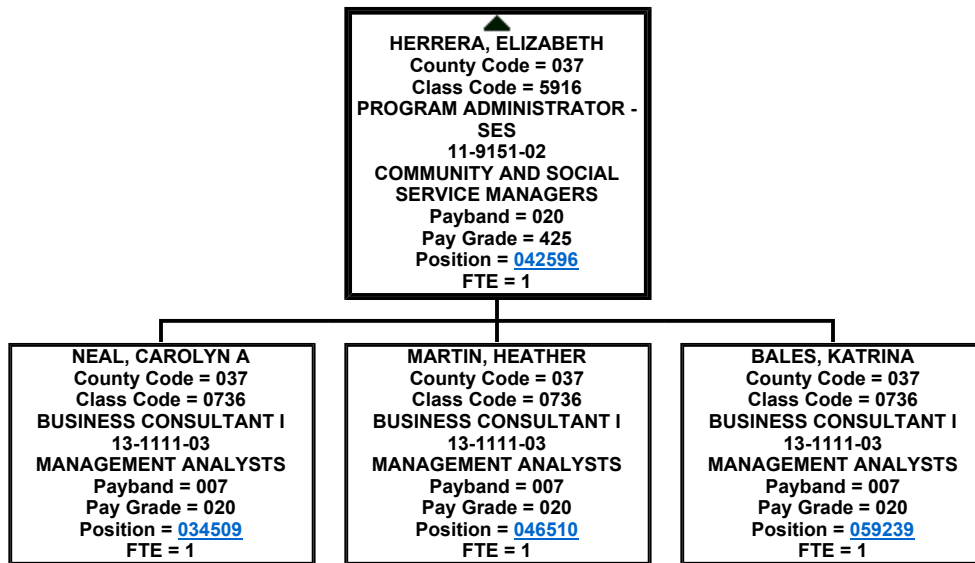 HERRERA, ELIZABETH
County Code = 037
Class Code = 5916
PROGRAM ADMINISTRATOR -
SES
11-9151-02
COMMUNITY AND SOCIAL
SERVICE MANAGERS
Payband = 020
Pay Grade = 425
Position = 042596
FTE = 1
NEAL, CAROLYN A
County Code = 037
Class Code = 0736
BUSINESS CONSULTANT I
13-1111-03
MANAGEMENT ANALYSTS
Payband = 007
Pay Grade = 020
Position = 034509
FTE = 1
MARTIN, HEATHER
County Code = 037
Class Code = 0736
BUSINESS CONSULTANT I
13-1111-03
MANAGEMENT ANALYSTS
Payband = 007
Pay Grade = 020
Position = 046510
FTE = 1
BALES, KATRINA
County Code = 037
Class Code = 0736
BUSINESS CONSULTANT I
13-1111-03
MANAGEMENT ANALYSTS
Payband = 007
Pay Grade = 020
Position = 059239
FTE = 1